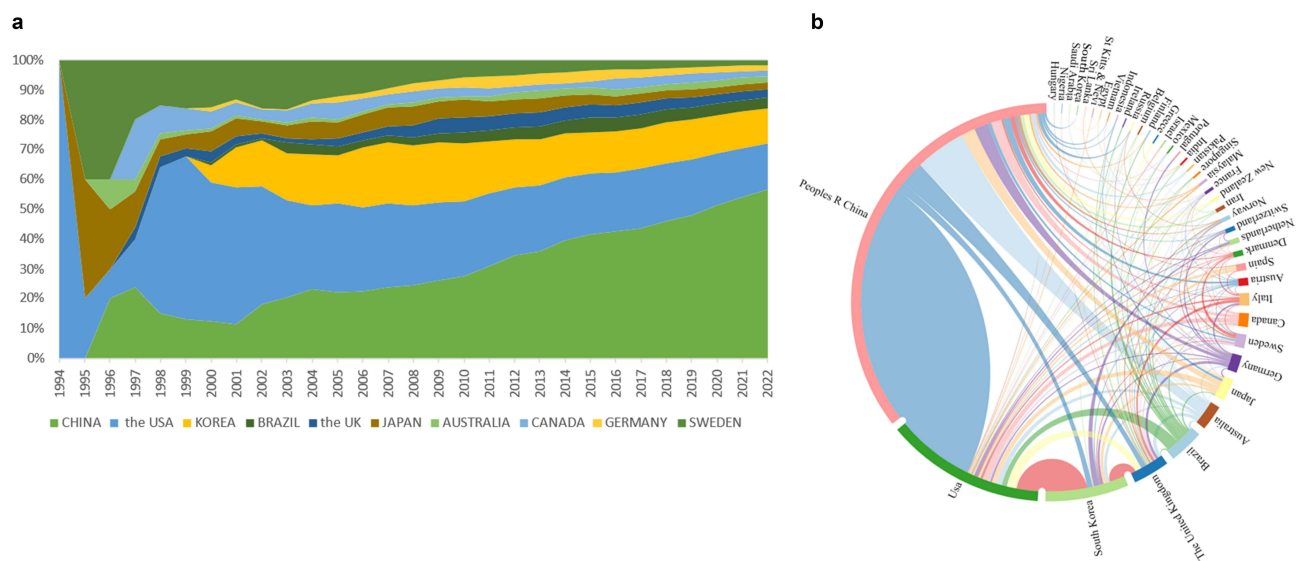 a
100%
90%
80%
70%
60%
50%
40%
30%
20%
10%
0%
1994
1995
1996
1997
1998
1999
2000
2001
2002
2003
2004
2005
2006
2007
2008
2009
2010
2011
2012
2013
2014
2015
2016
2017
2018
2019
2020
2021
2022
CHINA the USA KOREA BRAZIL the UK JAPAN AUSTRALIA CANADA GERMANY SWEDEN
b
Peoples R China
Hungary
Nigeria
Saudi Arabia
South Korea
Sri Lanka
St Kitts & Nevi
Egypt
Vietnam
Indonesia
Ireland
Russia
Belgium
Finland
Greece
Israel
Mexico
Portugal
India
Pakistan
Singapore
Malaysia
France
New Zealand
Iran
Norway
Switzerland
Netherlands
Denmark
Spain
Austria
Italy
Canada
Sweden
Germany
Japan
Australia
Brazil
The United Kingdom
South Korea
Usa